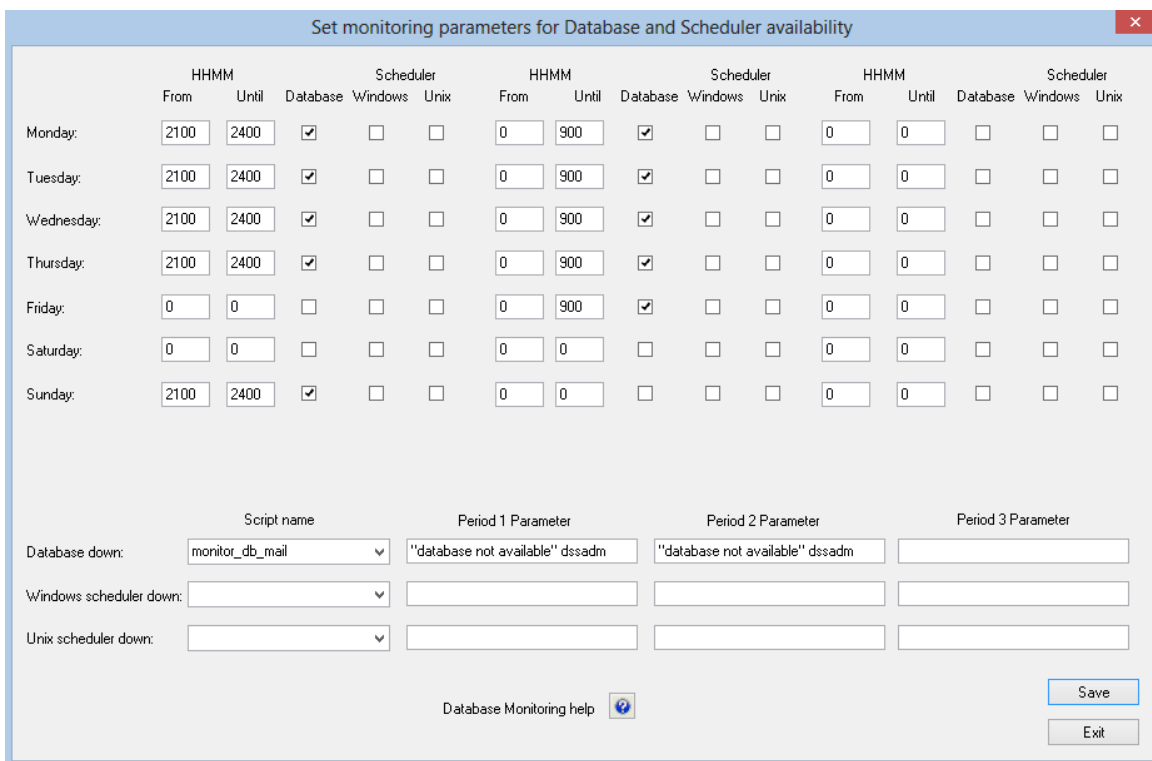 Set monitoring parameters for Database and Scheduler availability
HHMM Scheduler HHMM Scheduler HHMM Scheduler
From Until Database Windows Unix From Until Database Windows Unix From Until Database Windows Unix
Monday: 2100 2400 0 900 0 0
Tuesday: 2100 2400 0 900 0 0
Wednesday: 2100 2400 0 900 0 0
Thursday: 2100 2400 0 900 0 0
Friday: 0 0 0 900 0 0
Saturday: 0 0 0 0 0 0
Sunday: 2100 2400 0 0 0 0
Script name Period 1 Parameter Period 2 Parameter Period 3 Parameter
Database down: monitor_db_mail "database not available" dssadm "database not available" dssadm
Windows scheduler down:
Unix scheduler down:
Database Monitoring help ?
Save
Exit